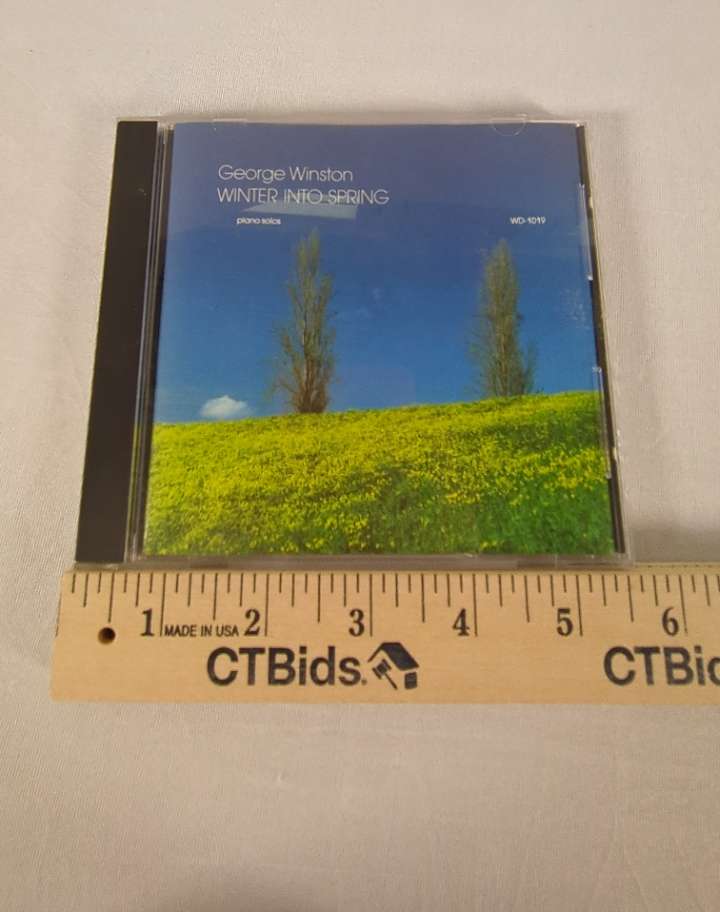 George Winston
WINTER INTO SPRING
piano solos
WD-1019
1 MADE IN USA 2 3 4 5 6
CTBids. CTBid